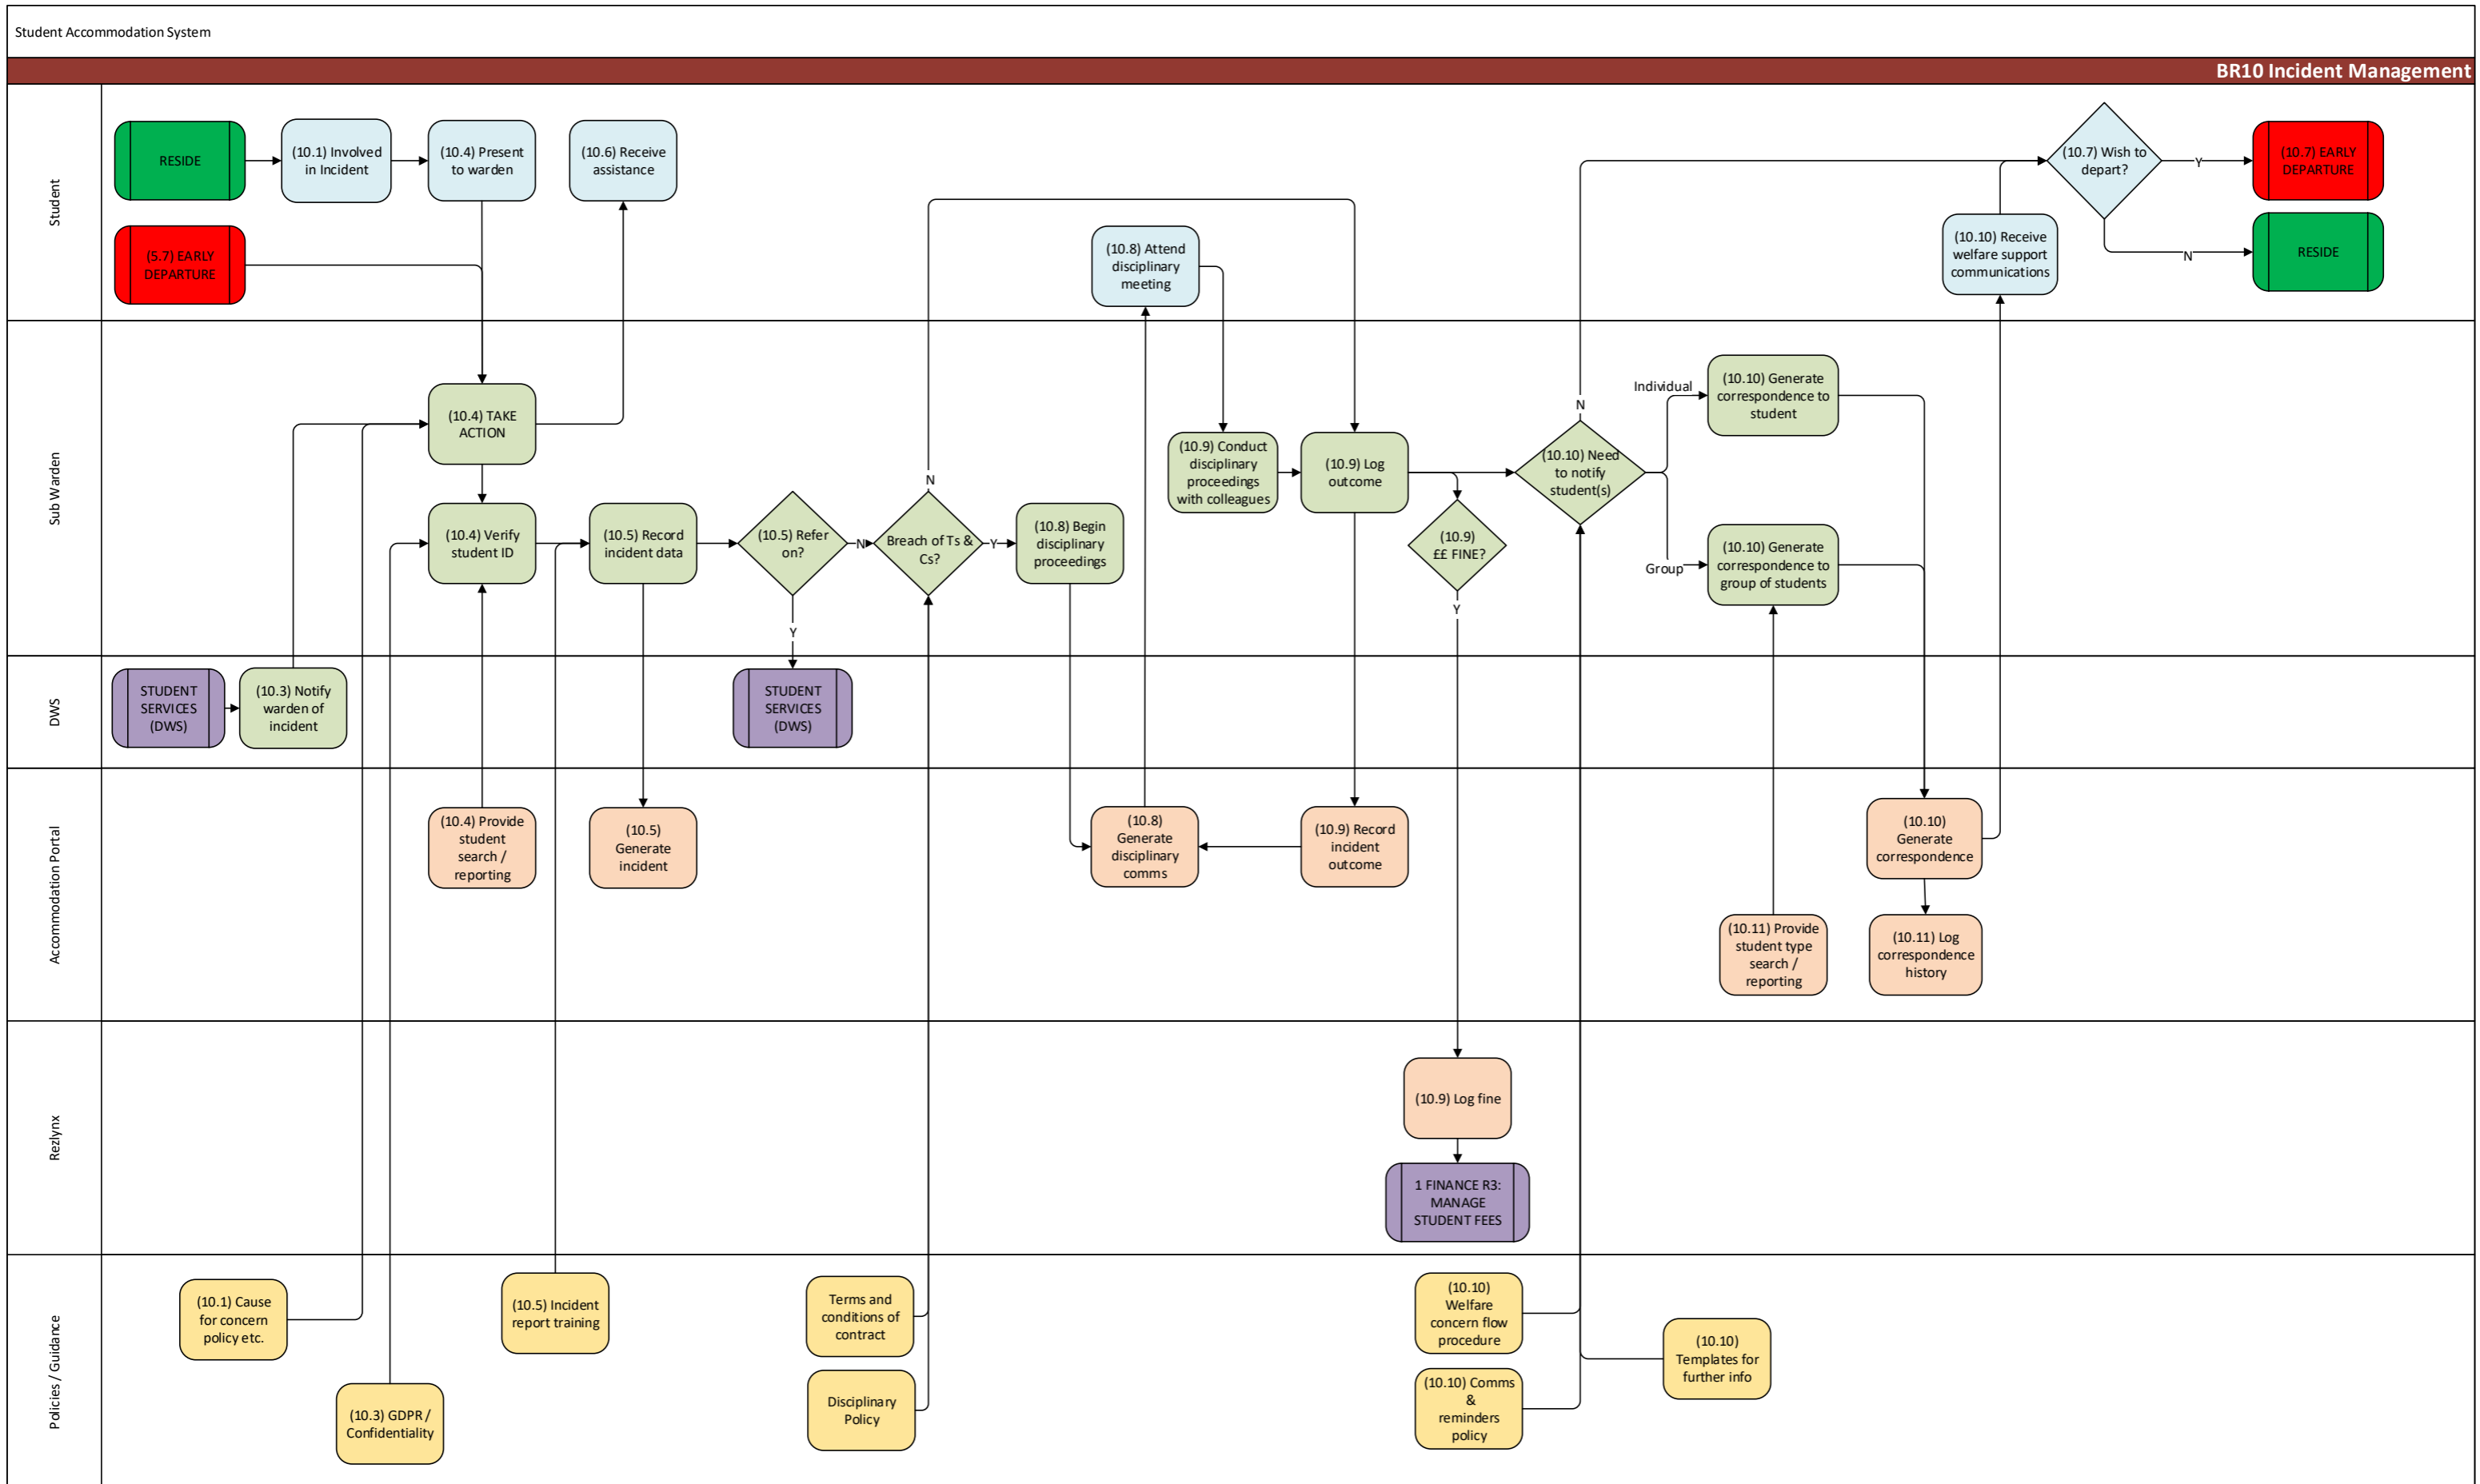 Student Accommodation System
BR10 Incident Management
Student
RESIDE
(10.1) Involved
in Incident
(10.4) Present
to warden
(10.6) Receive
assistance
(10.7) Wish to
depart?
Y
(10.7) EARLY
DEPARTURE
(5.7) EARLY
DEPARTURE
(10.8) Attend
disciplinary
meeting
(10.10) Receive
welfare support
communications
N
RESIDE
Sub Warden
(10.4) TAKE
ACTION
(10.4) Verify
student ID
(10.5) Record
incident data
(10.5) Refer
on?
N
Y
Breach of Ts &
Cs?
N
Y
(10.8) Begin
disciplinary
proceedings
(10.9) Conduct
disciplinary
proceedings
with colleagues
(10.9) Log
outcome
(10.9)
££ FINE?
Y
(10.10) Need
to notify
student(s)
N
Individual
(10.10) Generate
correspondence to
student
Group
(10.10) Generate
correspondence to
group of students
DWS
STUDENT
SERVICES
(DWS)
(10.3) Notify
warden of
incident
STUDENT
SERVICES
(DWS)
Accommodation Portal
(10.4) Provide
student
search /
reporting
(10.5)
Generate
incident
(10.8)
Generate
disciplinary
comms
(10.9) Record
incident
outcome
(10.10)
Generate
correspondence
(10.11) Provide
student type
search /
reporting
(10.11) Log
correspondence
history
Rezlynx
(10.9) Log fine
1 FINANCE R3:
MANAGE
STUDENT FEES
Policies / Guidance
(10.1) Cause
for concern
policy etc.
(10.3) GDPR /
Confidentiality
(10.5) Incident
report training
Terms and
conditions of
contract
Disciplinary
Policy
(10.10)
Welfare
concern flow
procedure
(10.10) Comms
&
reminders
policy
(10.10)
Templates for
further info